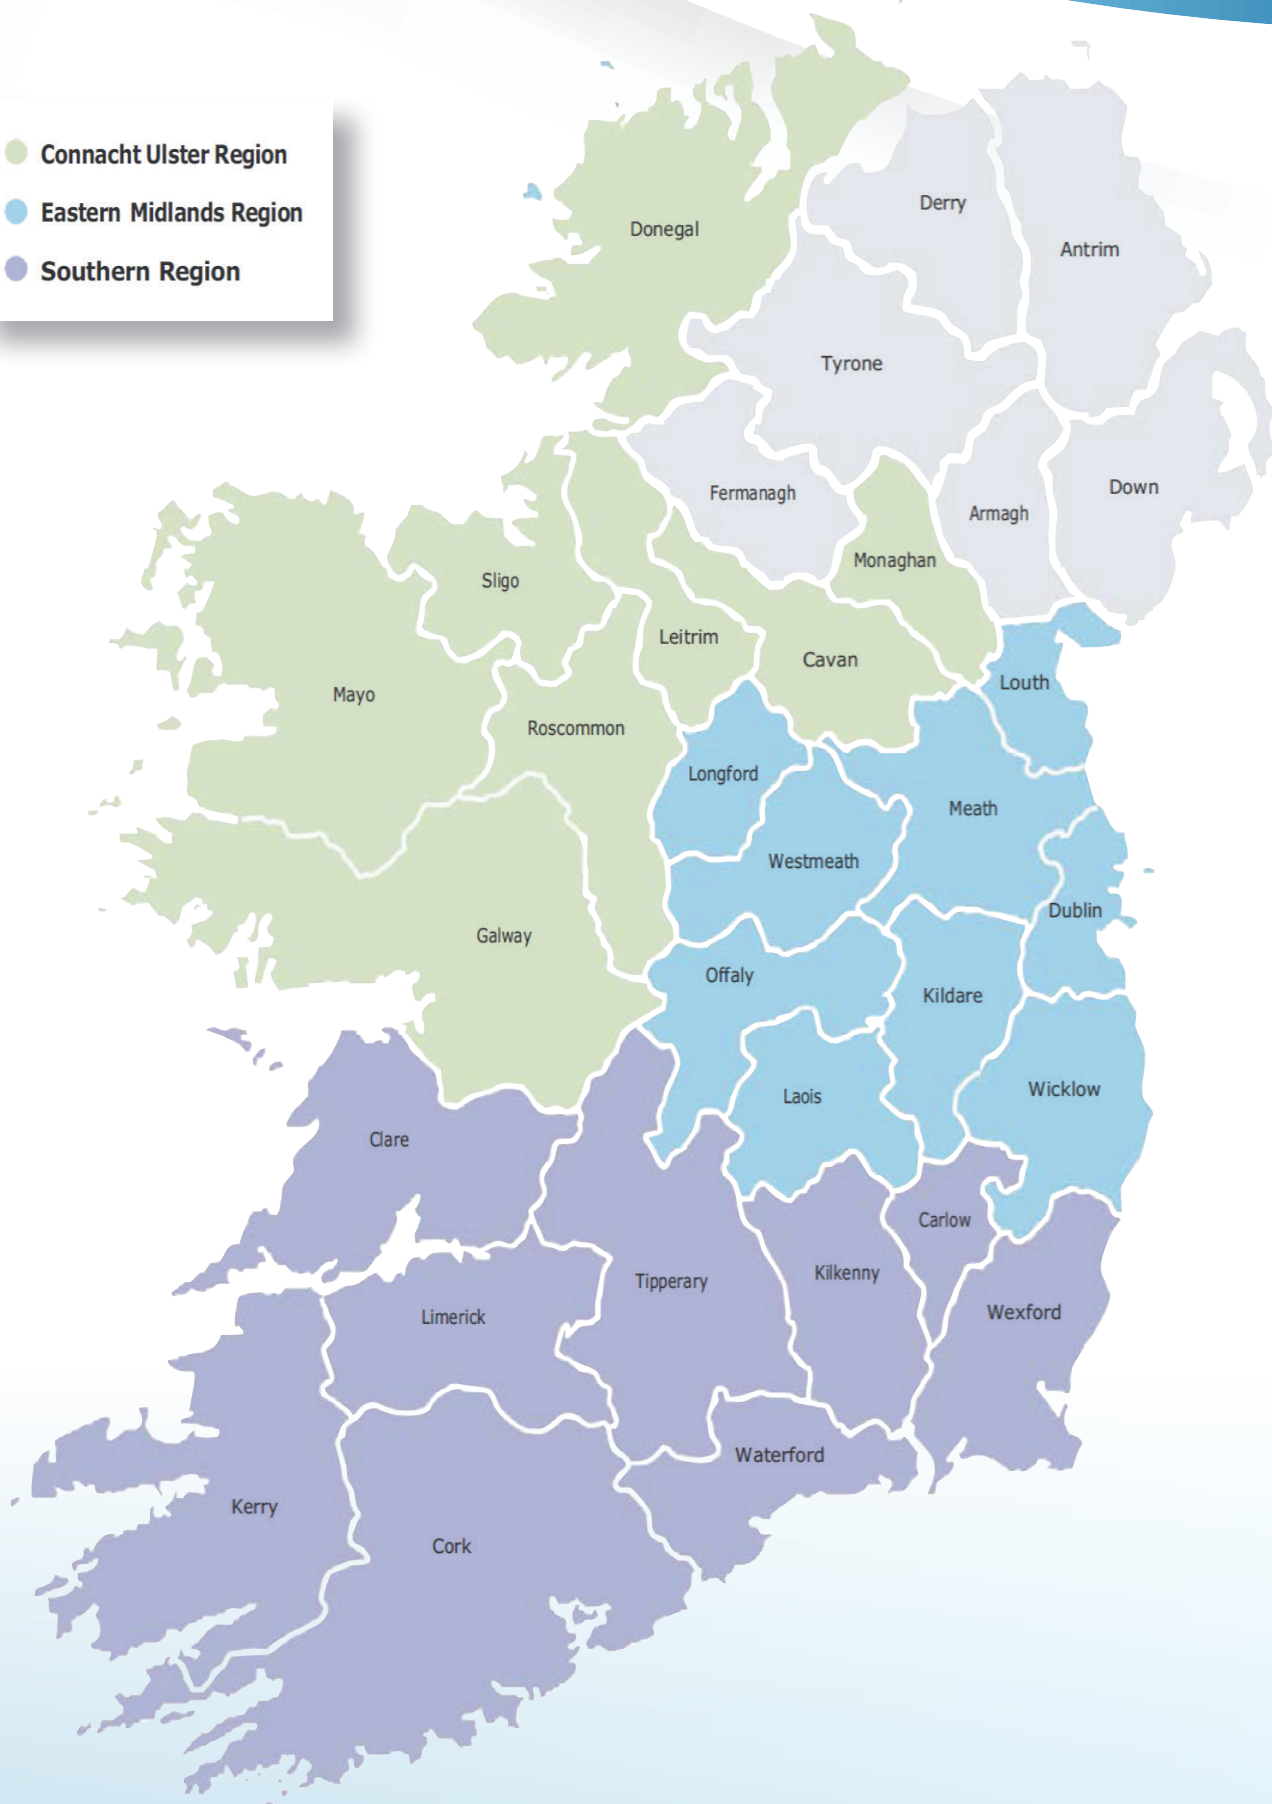 Connacht Ulster Region
Eastern Midlands Region
Southern Region
Derry
Donegal
Antrim
Tyrone
Down
Fermanagh
Armagh
Monaghan
Sligo
Leitrim
Cavan
Louth
Mayo
Roscommon
Longford
Meath
Westmeath
Dublin
Galway
Offaly
Kildare
Wicklow
Laois
Clare
Carlow
Kilkenny
Tipperary
Wexford
Limerick
Waterford
Kerry
Cork